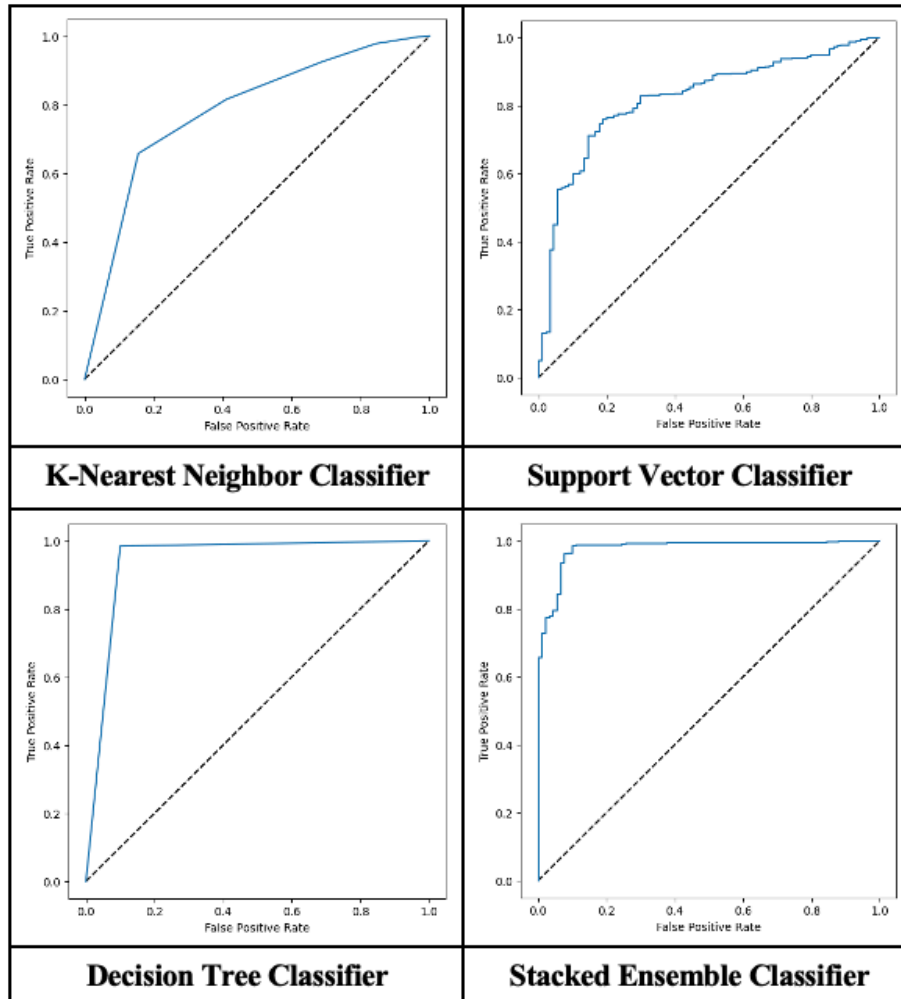 1.0
0.8
0.6
0.4
0.2
0.0
True Positive Rate
0.0 0.2 0.4 0.6 0.8 1.0
False Positive Rate
K-Nearest Neighbor Classifier
1.0
0.8
0.6
0.4
0.2
0.0
True Positive Rate
0.0 0.2 0.4 0.6 0.8 1.0
False Positive Rate
Support Vector Classifier
1.0
0.8
0.6
0.4
0.2
0.0
True Positive Rate
0.0 0.2 0.4 0.6 0.8 1.0
False Positive Rate
Decision Tree Classifier
1.0
0.8
0.6
0.4
0.2
0.0
True Positive Rate
0.0 0.2 0.4 0.6 0.8 1.0
False Positive Rate
Stacked Ensemble Classifier